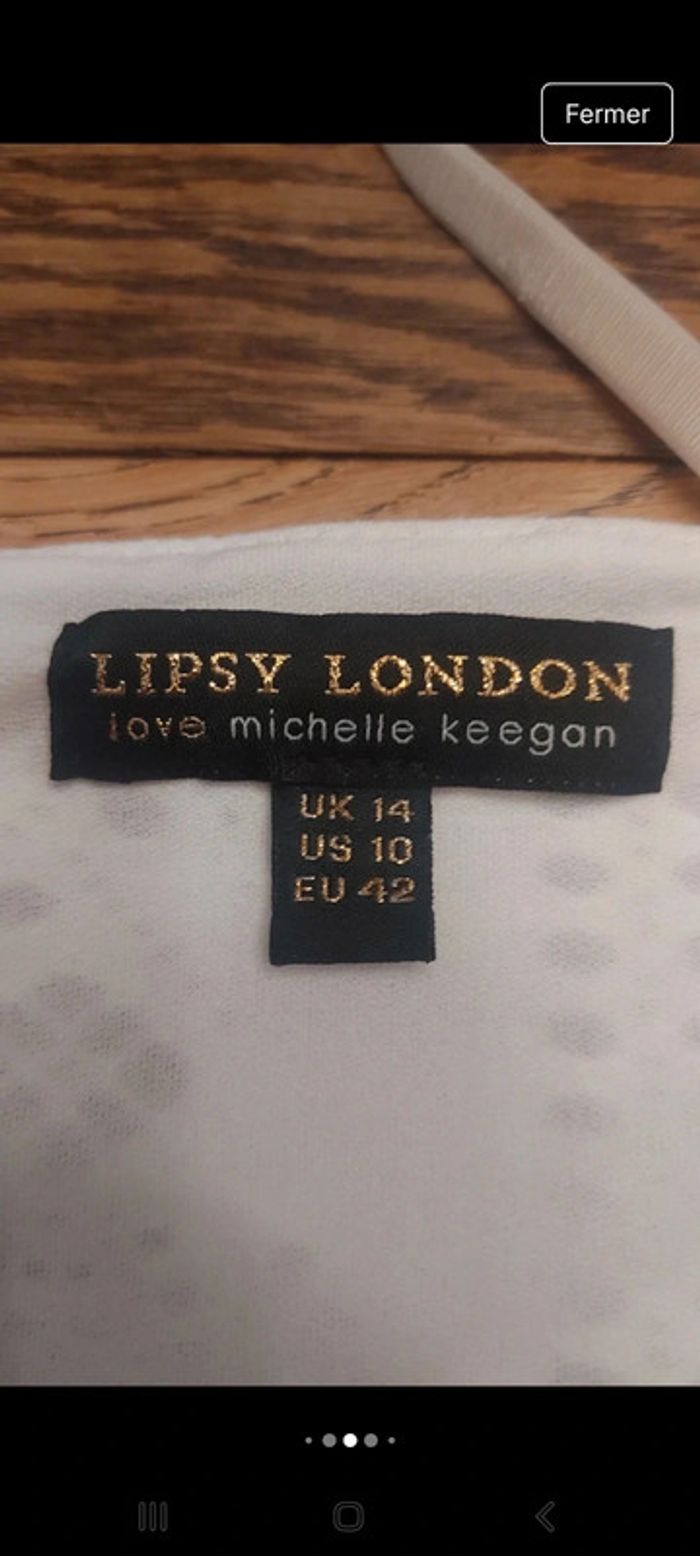 Fermer
LIPSY LONDON
love michelle keegan
UK 14
US 10
EU 42